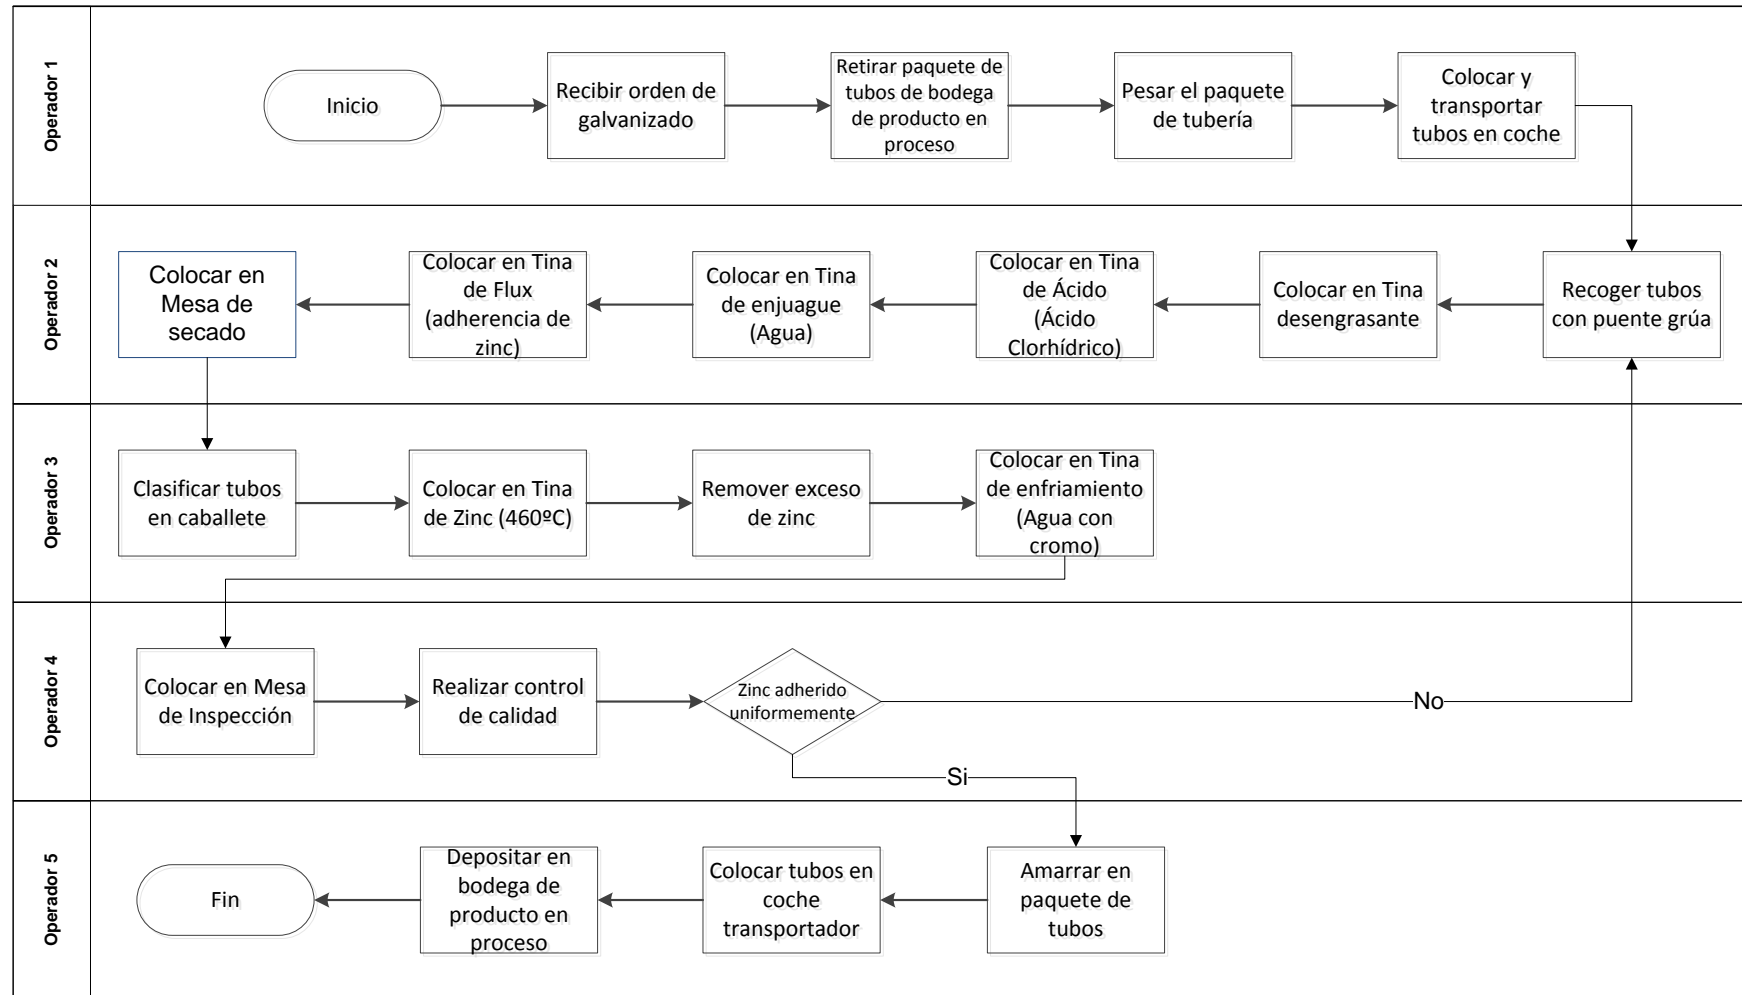 Operador 1
Inicio
Recibir orden de
galvanizado
Retirar paquete de
tubos de bodega
de producto en
proceso
Pesar el paquete
de tubería
Colocar y
transportar
tubos en coche
Operador 2
Colocar en
Mesa de
secado
Colocar en Tina
de Flux
(adherencia de
zinc)
Colocar en Tina
de enjuague
(Agua)
Colocar en Tina
de Ácido
(Ácido
Clorhídrico)
Colocar en Tina
desengrasante
Recoger tubos
con puente grúa
Operador 3
Clasificar tubos
en caballete
Colocar en Tina
de Zinc (460ºC)
Remover exceso
de zinc
Colocar en Tina
de enfriamiento
(Agua con
cromo)
Operador 4
Colocar en Mesa
de Inspección
Realizar control
de calidad
Zinc adherido
uniformemente
No
Si
Operador 5
Fin
Depositar en
bodega de
producto en
proceso
Colocar tubos en
coche
transportador
Amarrar en
paquete de
tubos